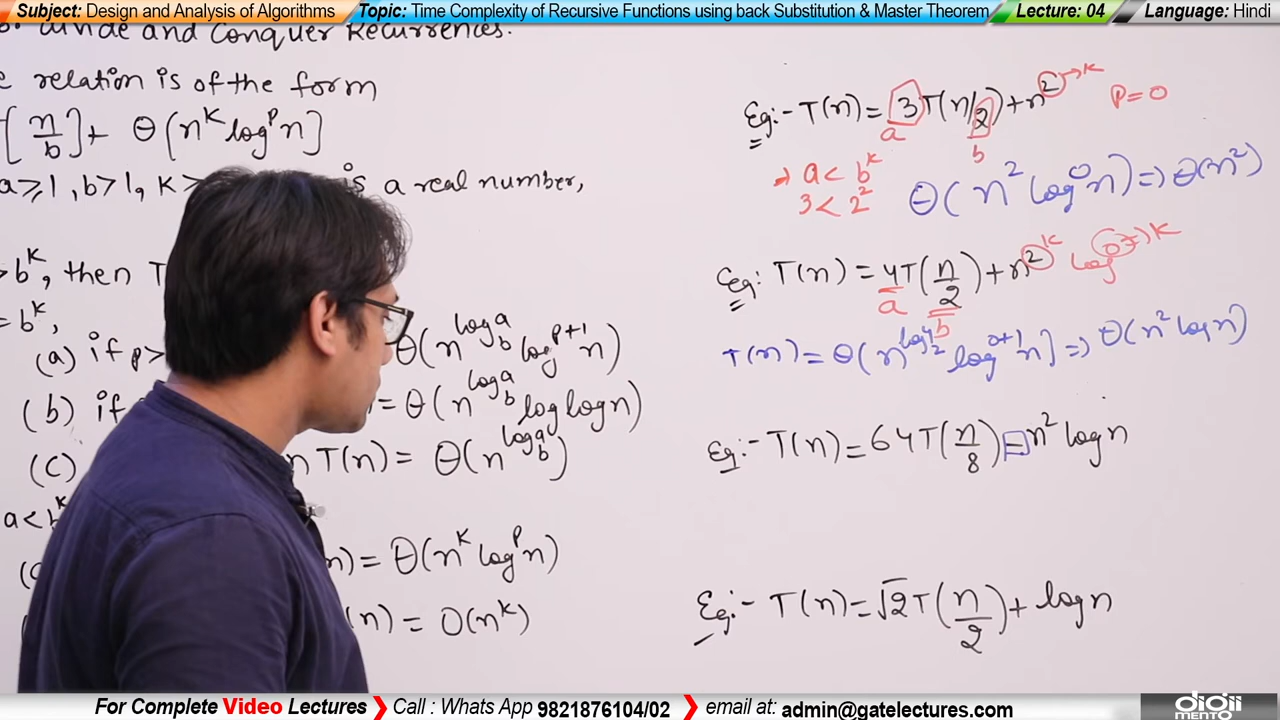 Subject: Design and Analysis of Algorithms
Topic: Time Complexity of Recursive Functions using back Substitution & Master Theorem
Lecture: 04
Language: Hindi
and Conquer Recurrences.
relation is of the form
[n/b] + Θ[n^k log^p n]
a≥1, b>1, k> is a real number,
>b^k, then T
=b^k,
(a) if p> Θ(n^log_b a log^p+1 n)
(b) if =Θ(n^log_b a log log n)
(C) n T(n)= Θ(n^log_b a)
a<b^k
n)= Θ(n^k log^p n)
(n)= O(n^k)
Eg:- T(n)= 3T(n/2)+n^2 →k P=0
a b
→ a<b^k
3<2^2
Θ(n^2 log^0 n)=>Θ(n^2)
Eg: T(n)=4T(n/2)+n^2 k log^0 →k
a b
T(n)=Θ(n^log_2 4 log^0+1 n]=>Θ(n^2 log n)
Eg:- T(n)=64T(n/8)-n^2 log n
Eg:- T(n)=√2T(n/2)+ log n
For Complete Video Lectures
Call : Whats App 9821876104/02
email at: admin@gatelectures.com
digii
MENTO